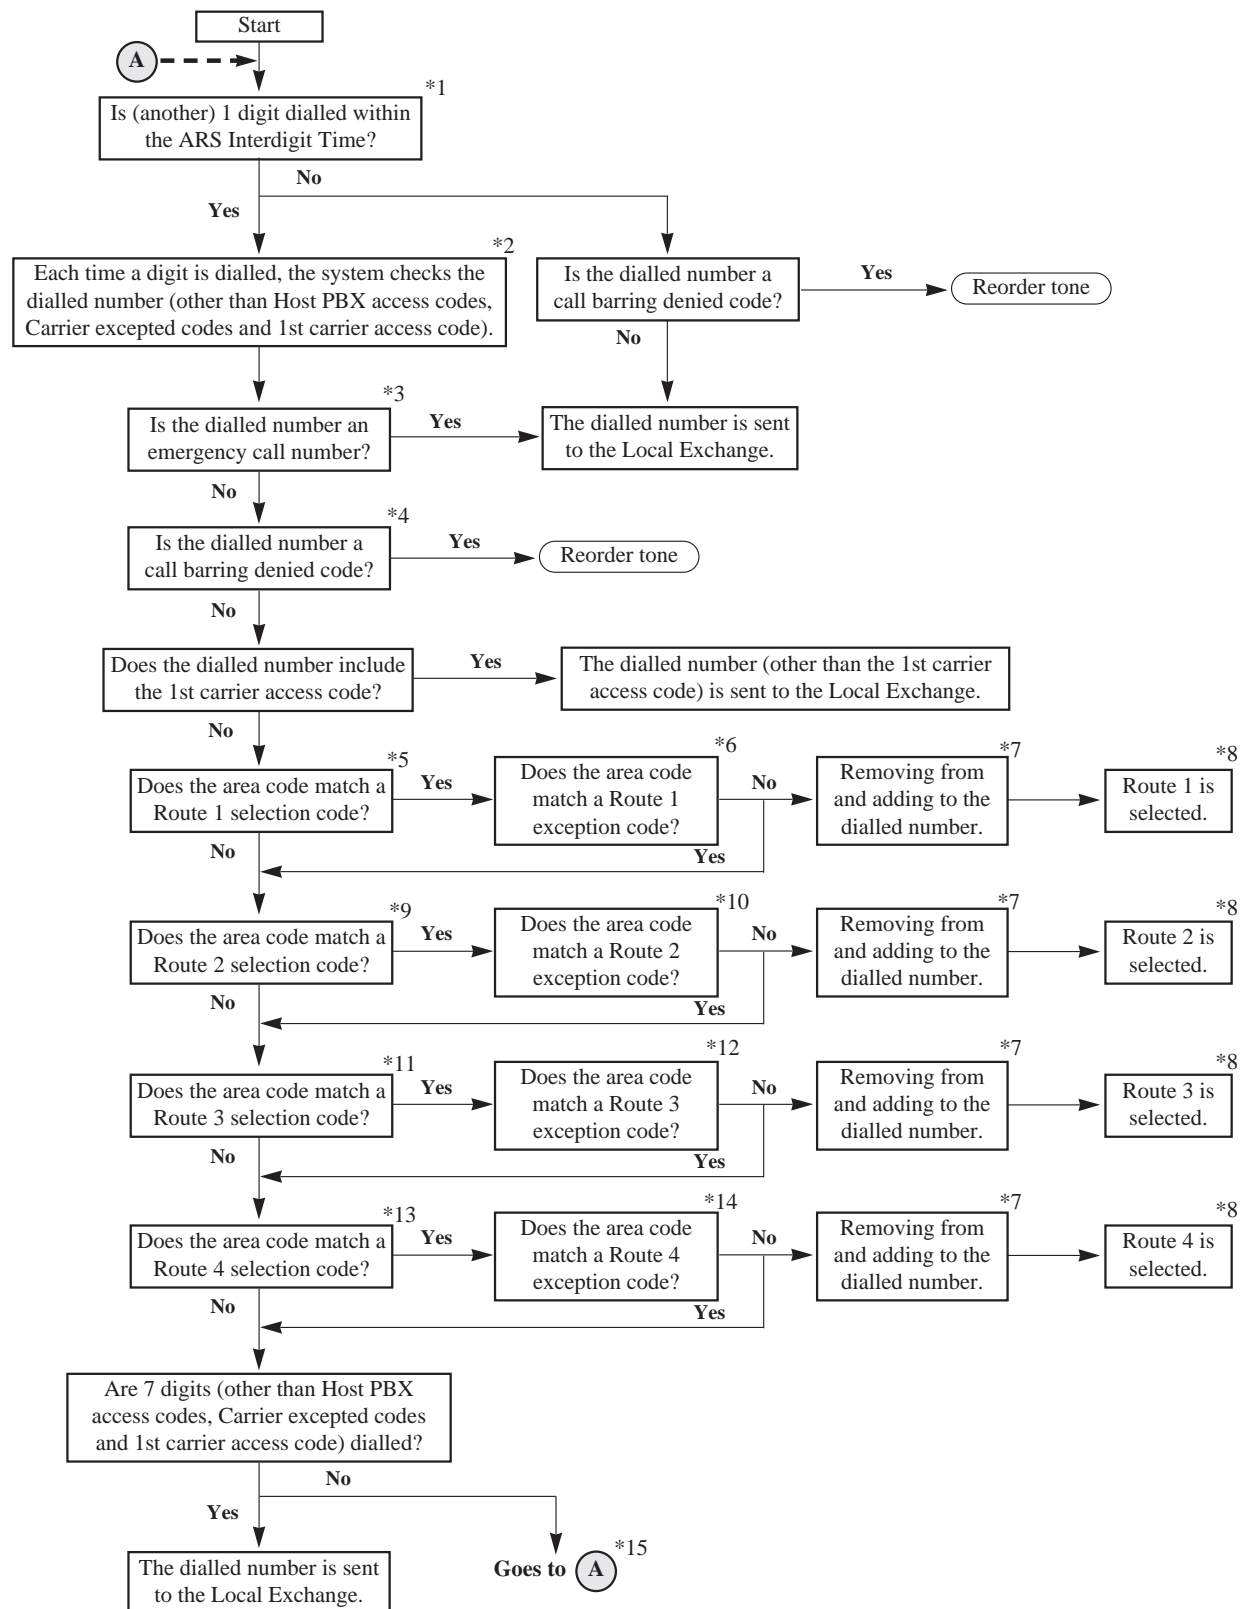 Start
A
*1
Is (another) 1 digit dialled within
the ARS Interdigit Time?
No
Yes
*2
Each time a digit is dialled, the system checks the
dialled number (other than Host PBX access codes,
Carrier excepted codes and 1st carrier access code).
Is the dialled number a
call barring denied code?
Yes
Reorder tone
No
*3
Is the dialled number an
emergency call number?
Yes
The dialled number is sent
to the Local Exchange.
No
*4
Is the dialled number a
call barring denied code?
Yes
Reorder tone
No
Does the dialled number include
the 1st carrier access code?
Yes
The dialled number (other than the 1st carrier
access code) is sent to the Local Exchange.
No
*5
Does the area code match a
Route 1 selection code?
Yes
*6
Does the area code
match a Route 1
exception code?
No
*7
Removing from
and adding to the
dialled number.
*8
Route 1 is
selected.
Yes
No
*9
Does the area code match a
Route 2 selection code?
Yes
*10
Does the area code
match a Route 2
exception code?
No
*7
Removing from
and adding to the
dialled number.
*8
Route 2 is
selected.
Yes
No
*11
Does the area code match a
Route 3 selection code?
Yes
*12
Does the area code
match a Route 3
exception code?
No
*7
Removing from
and adding to the
dialled number.
*8
Route 3 is
selected.
Yes
No
*13
Does the area code match a
Route 4 selection code?
Yes
*14
Does the area code
match a Route 4
exception code?
No
*7
Removing from
and adding to the
dialled number.
*8
Route 4 is
selected.
Yes
No
Are 7 digits (other than Host PBX
access codes, Carrier excepted codes
and 1st carrier access code) dialled?
No
Yes
The dialled number is sent
to the Local Exchange.
Goes to A *15